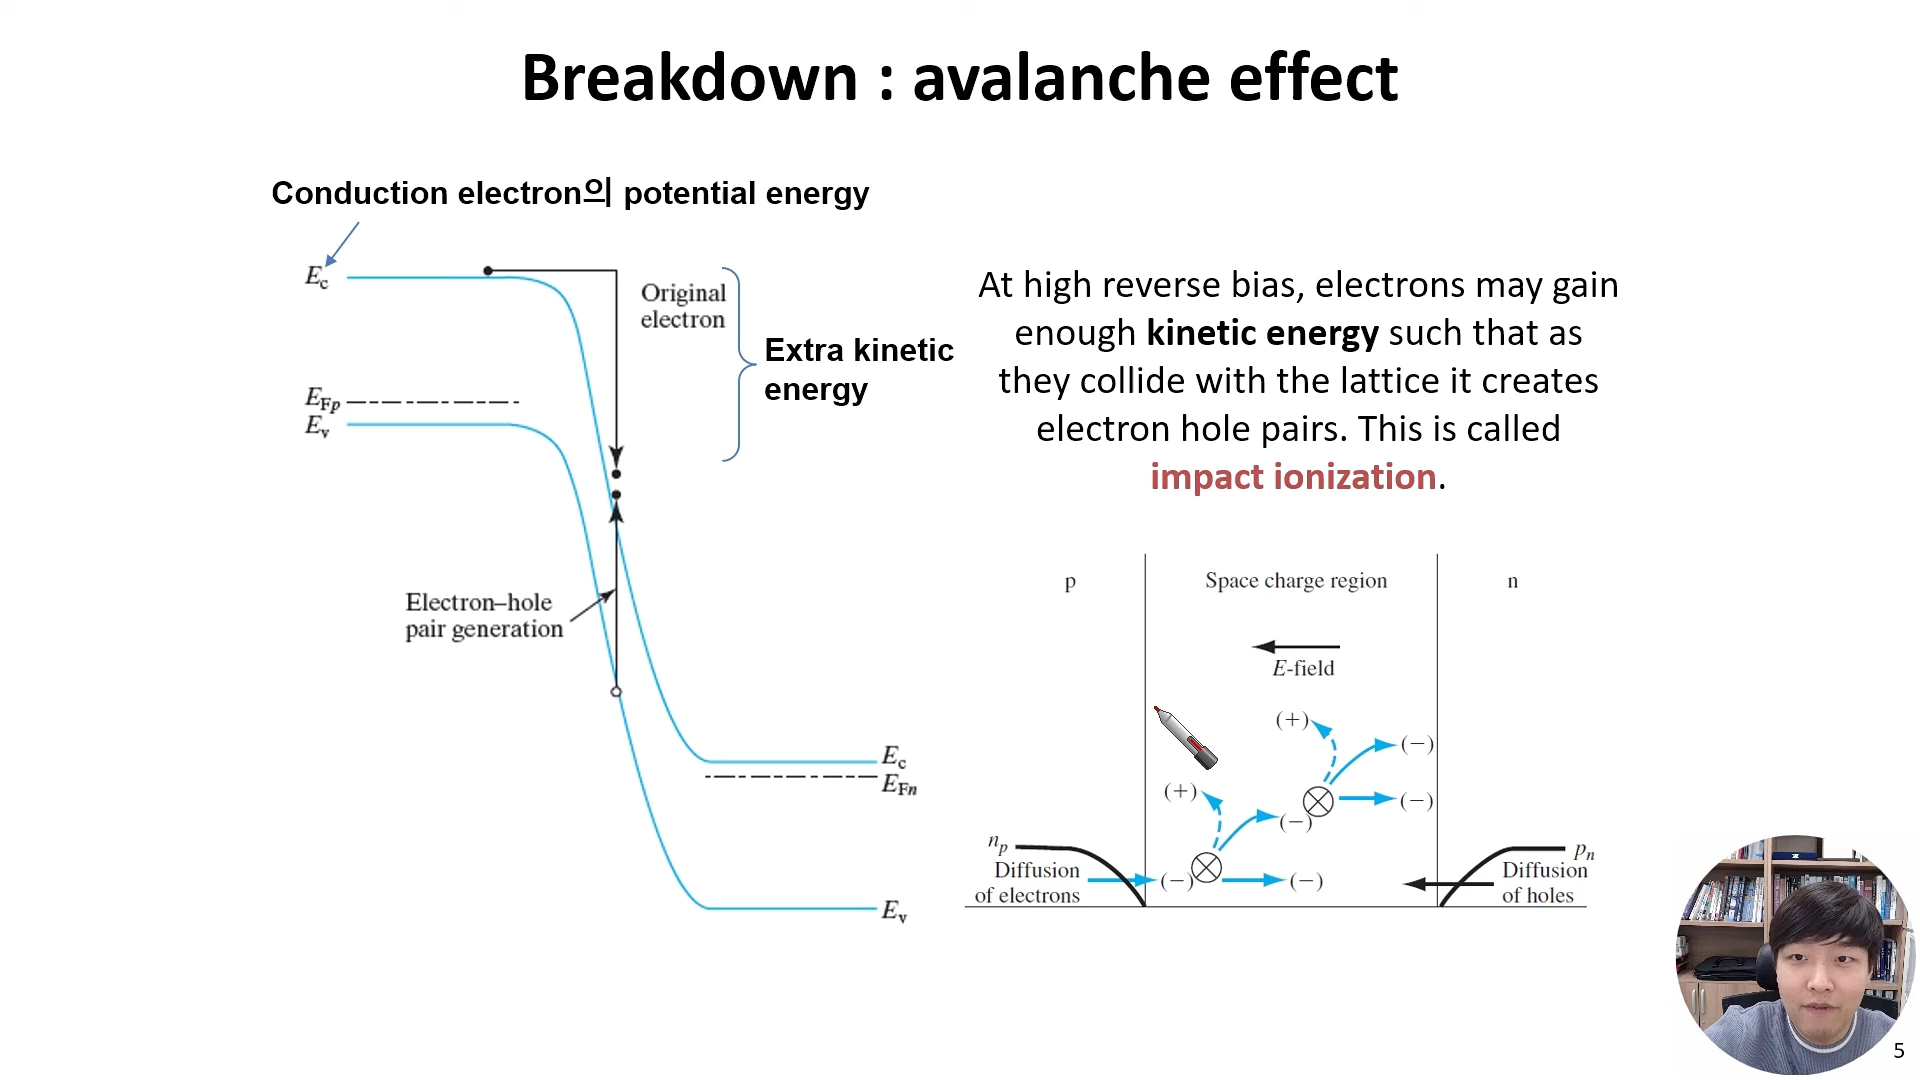 Breakdown : avalanche effect
Conduction electron의 potential energy
Ec
Original
electron
Extra kinetic
energy
EFp
Ev
Electron–hole
pair generation
Ec
EFn
Ev
At high reverse bias, electrons may gain
enough kinetic energy such that as
they collide with the lattice it creates
electron hole pairs. This is called
impact ionization.
p
Space charge region
n
E-field
(+)
(−)
(+)
(−)
(−)
np
pn
Diffusion
of electrons
(−)
(−)
Diffusion
of holes
5